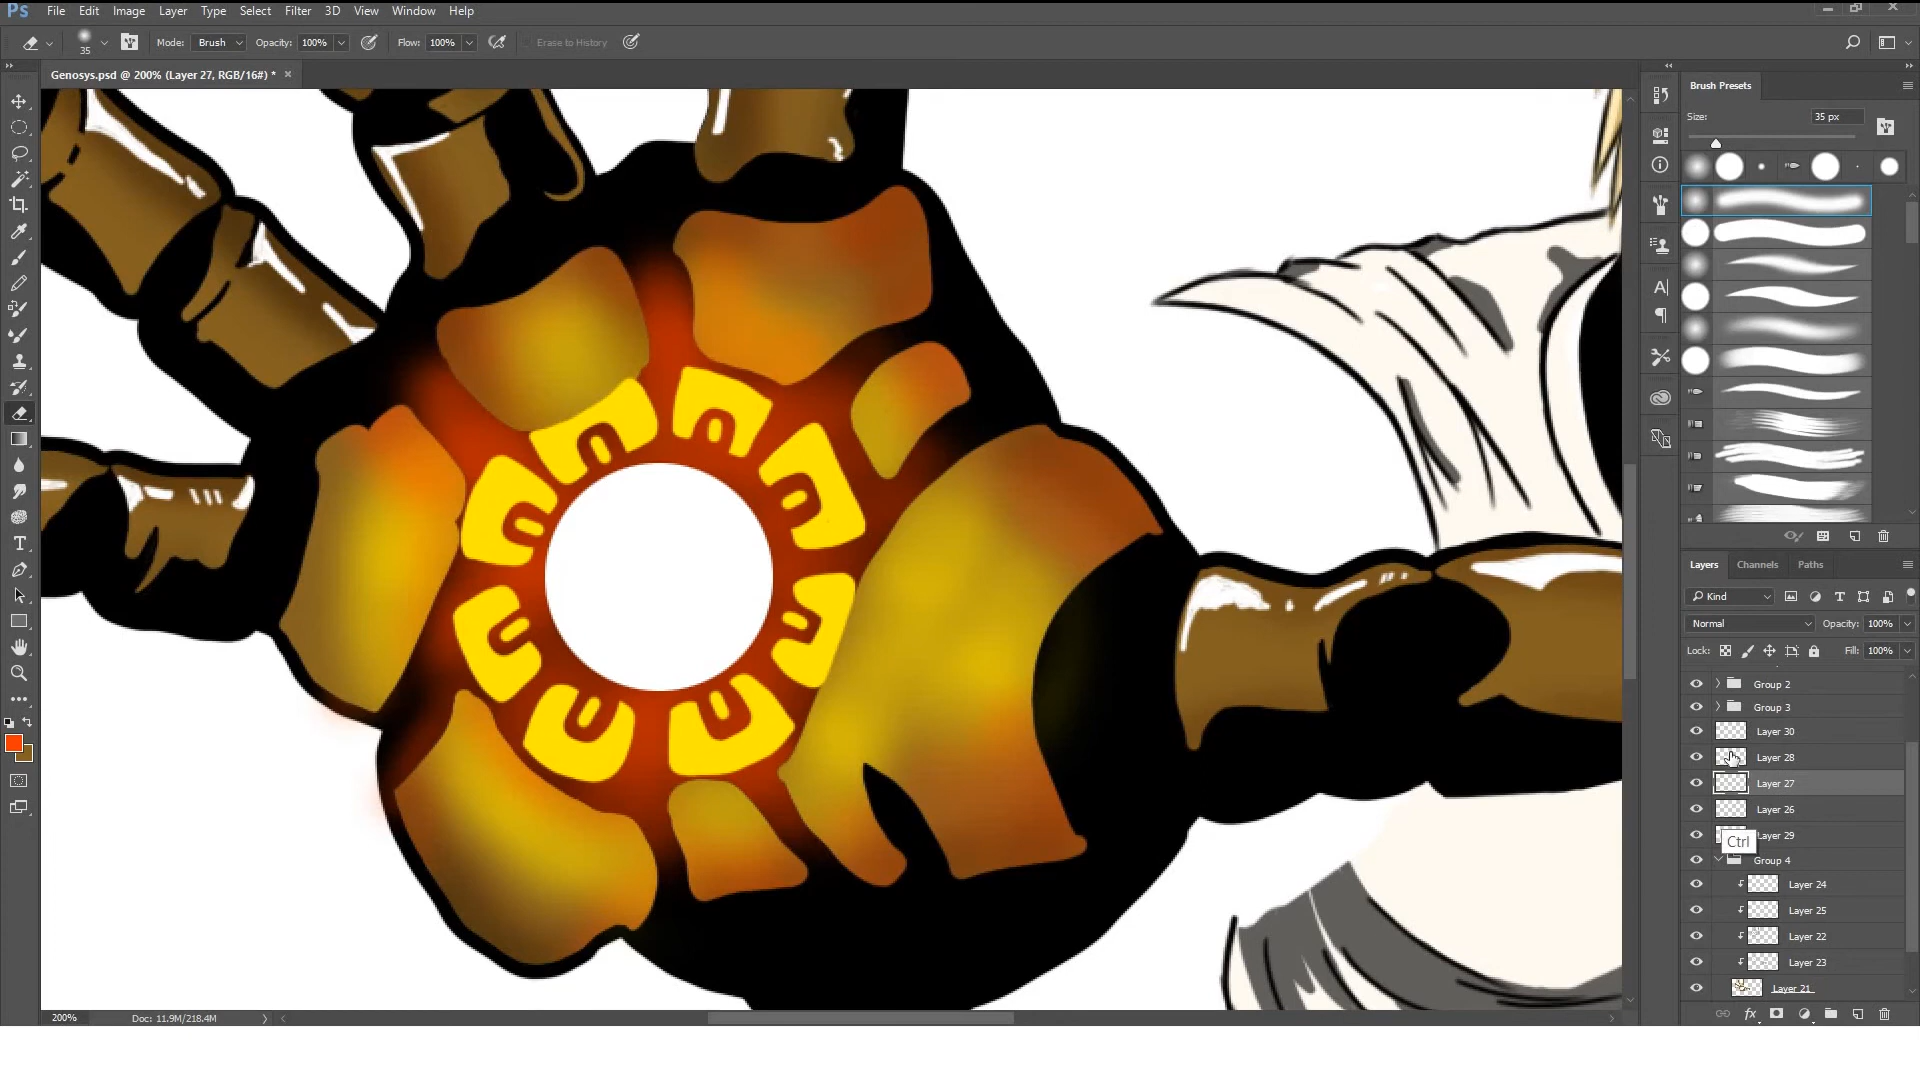 Ps File Edit Image Layer Type Select Filter 3D View Window Help
35 Mode: Brush Opacity: 100% Flow: 100% Erase to History
Genosys.psd @ 200% (Layer 27, RGB/16#) * ×
Brush Presets
Size: 35 px
Layers Channels Paths
Kind
Normal Opacity: 100%
Lock: Fill: 100%
Group 2
Group 3
Layer 30
Layer 28
Layer 27
Layer 26
ayer 29
Ctrl
Group 4
Layer 24
Layer 25
Layer 22
Layer 23
Layer 21
fx
200% Doc: 11.9M/218.4M